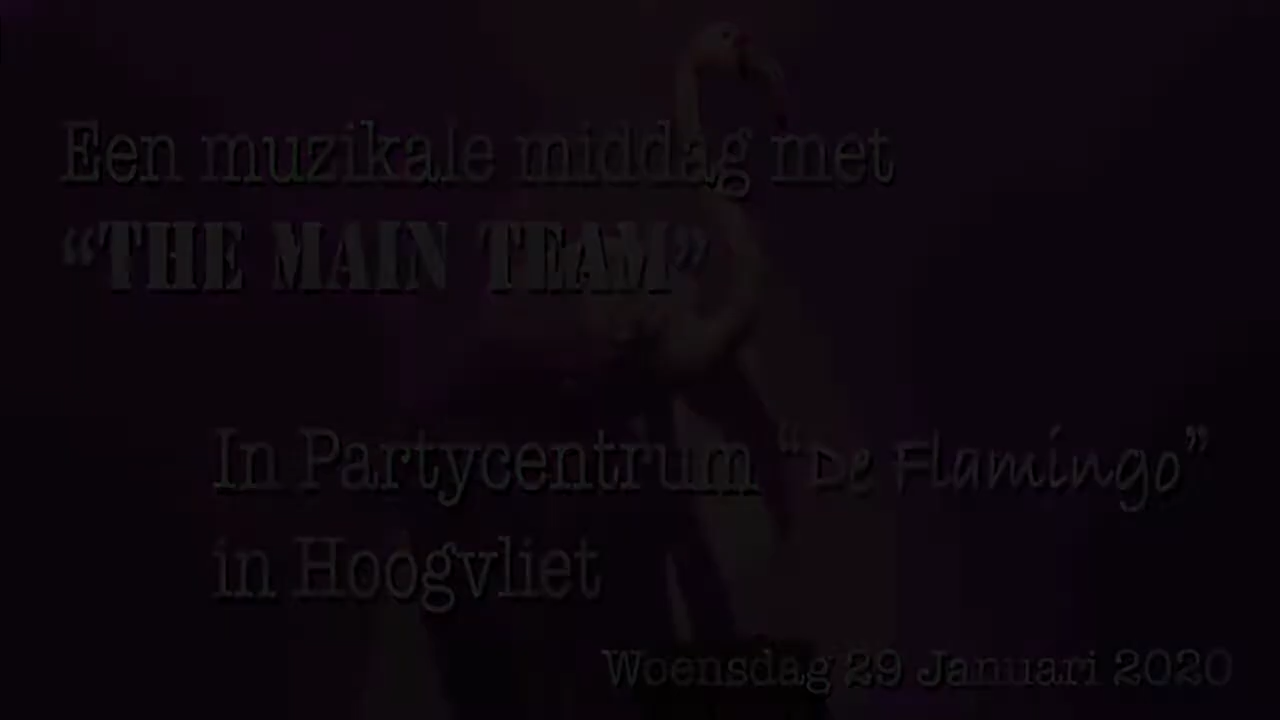 Een muzikale middag met
“THE MAIN TEAM”
In Partycentrum “De Flamingo”
in Hoogvliet
Woensdag 29 Januari 2020